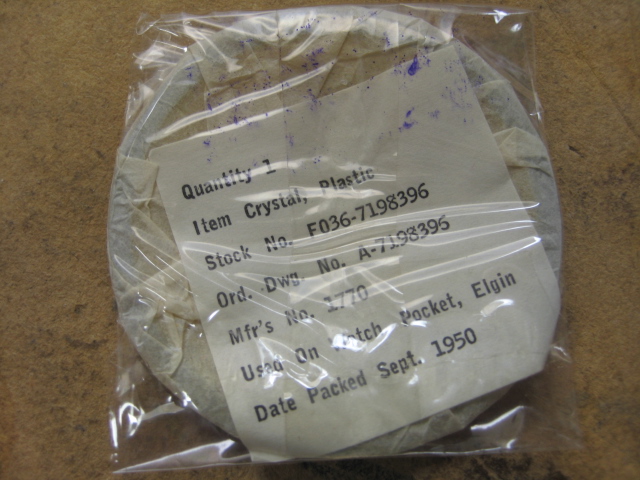 Quantity 1
Item Crystal, Plastic
Stock No. F036-7198396
Ord. Dwg. No. A-7198396
Mfr's No. 1770
Used On Watch Pocket, Elgin
Date Packed Sept. 1950